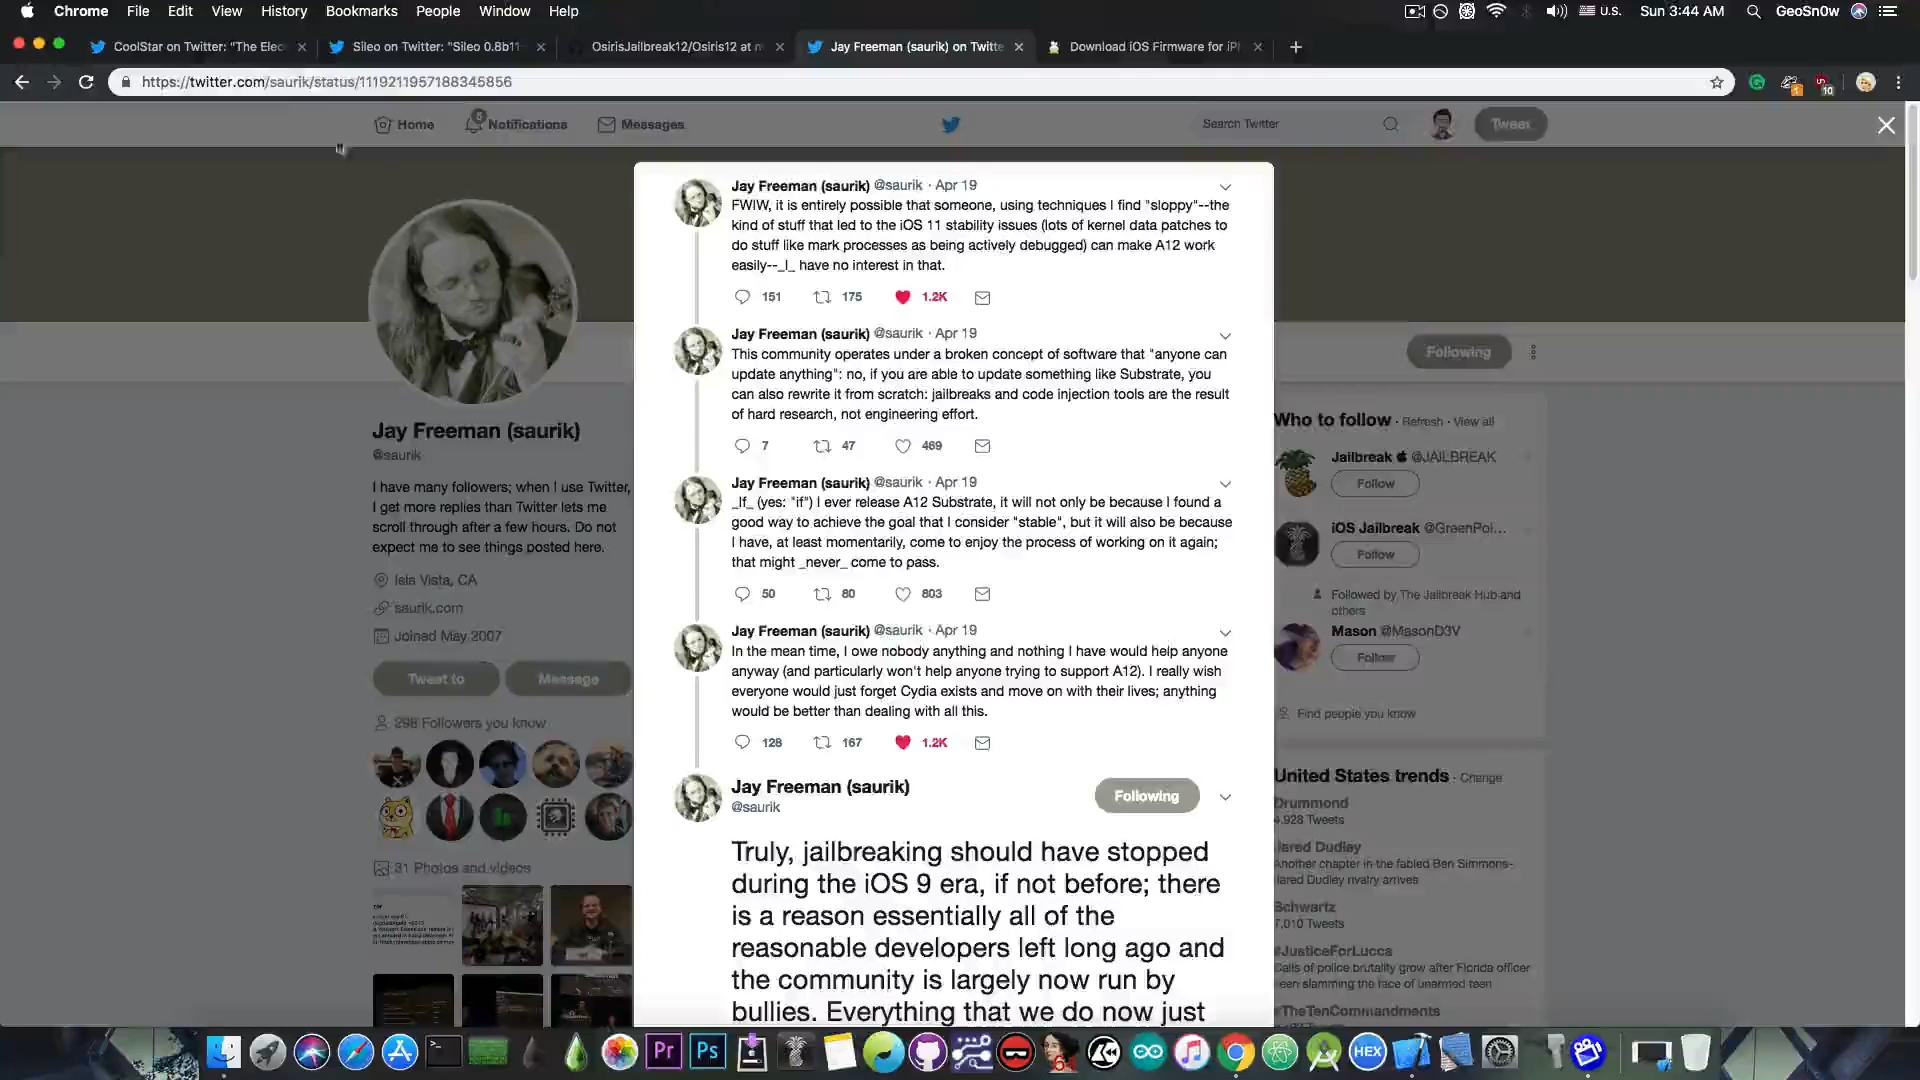 Chrome File Edit View History Bookmarks People Window Help U.S. Sun 3:44 AM GeoSn0w
CoolStar on Twitter: "The Elec Sileo on Twitter: "Sileo 0.8b11 OsirisJailbreak12/Osiris12 at m Jay Freeman (saurik) on Twitte Download iOS Firmware for iP
https://twitter.com/saurik/status/1119211957188345856
1
10
Home 8 Notifications Messages Search Twitter Tweet
Jay Freeman (saurik) @saurik · Apr 19
FWIW, it is entirely possible that someone, using techniques I find "sloppy"--the
kind of stuff that led to the iOS 11 stability issues (lots of kernel data patches to
do stuff like mark processes as being actively debugged) can make A12 work
easily--_I_ have no interest in that.
151 175 1.2K
Jay Freeman (saurik) @saurik · Apr 19
This community operates under a broken concept of software that "anyone can
update anything": no, if you are able to update something like Substrate, you
can also rewrite it from scratch: jailbreaks and code injection tools are the result
of hard research, not engineering effort.
7 47 469
Jay Freeman (saurik) @saurik · Apr 19
_If_ (yes: "if") I ever release A12 Substrate, it will not only be because I found a
good way to achieve the goal that I consider "stable", but it will also be because
I have, at least momentarily, come to enjoy the process of working on it again;
that might _never_ come to pass.
50 80 803
Jay Freeman (saurik) @saurik · Apr 19
In the mean time, I owe nobody anything and nothing I have would help anyone
anyway (and particularly won't help anyone trying to support A12). I really wish
everyone would just forget Cydia exists and move on with their lives; anything
would be better than dealing with all this.
128 167 1.2K
Jay Freeman (saurik)
@saurik
Following
Truly, jailbreaking should have stopped
during the iOS 9 era, if not before; there
is a reason essentially all of the
reasonable developers left long ago and
the community is largely now run by
bullies. Everything that we do now just
Jay Freeman (saurik)
@saurik
I have many followers; when I use Twitter,
I get more replies than Twitter lets me
scroll through after a few hours. Do not
expect me to see things posted here.
Isla Vista, CA
saurik.com
Joined May 2007
Tweet to Message
298 Followers you know
31 Photos and videos
Following
Who to follow · Refresh · View all
Jailbreak @JAILBREAK
Follow
iOS Jailbreak @GreenPoi...
Follow
Followed by The Jailbreak Hub and
others
Mason @MasonD3V
Follow
Find people you know
United States trends · Change
Drummond
4,928 Tweets
Jared Dudley
Another chapter in the fabled Ben Simmons-
Jared Dudley rivalry arrives
Schwartz
7,010 Tweets
#JusticeForLucca
Calls of police brutality grow after Florida officer
seen slamming the face of unarmed teen
#TheTenCommandments
Pr Ps 64 HEX